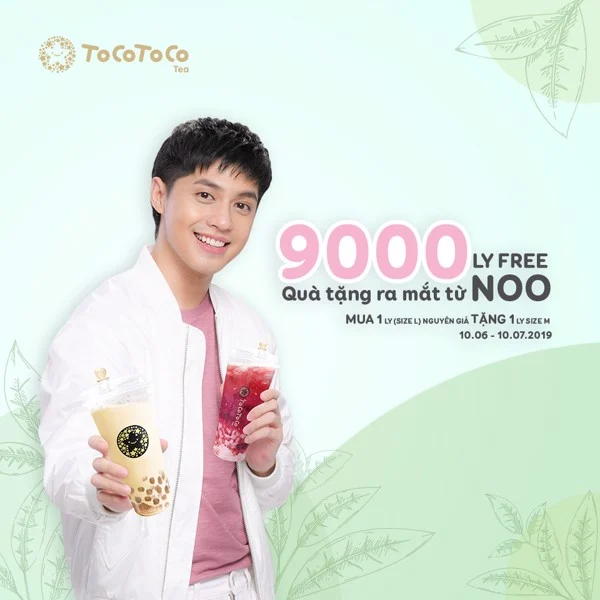 ToCoToCo
Tea
9000 LY FREE
Quà tặng ra mắt từ NOO
MUA 1 LY (SIZE L) NGUYÊN GIÁ TẶNG 1 LY SIZE M
10.06 - 10.07.2019
ToCoToCo